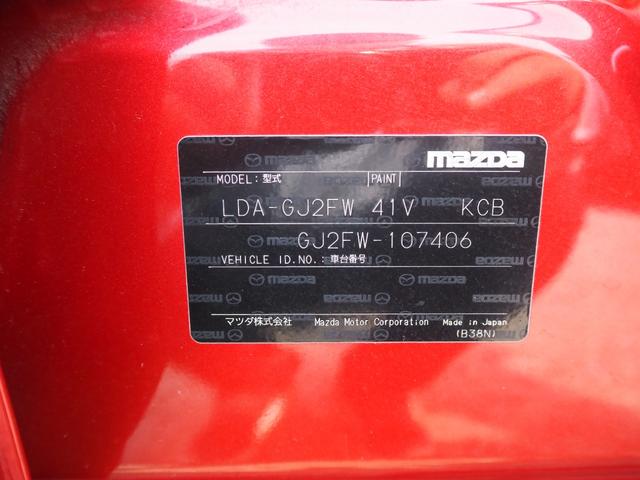 mazda
MODEL:型式 PAINT
LDA-GJ2FW 41V KCB
GJ2FW-107406
VEHICLE ID.NO.:車台番号
マツダ株式会社 Mazda Motor Corporation Made in Japan
(B38N)